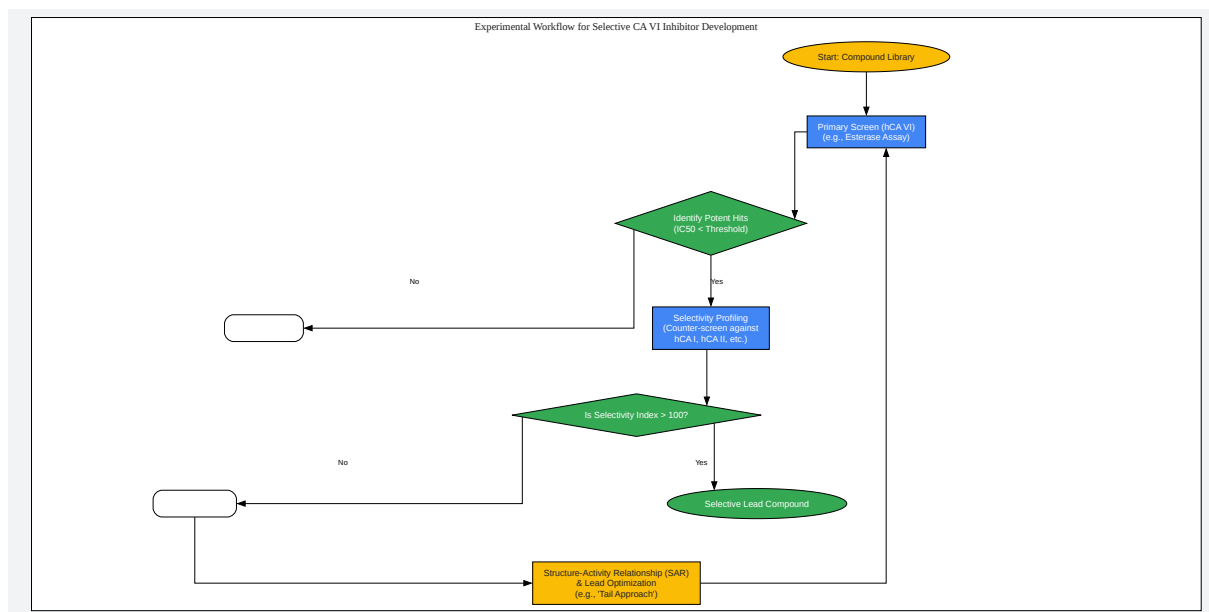 Experimental Workflow for Selective CA VI Inhibitor Development
Start: Compound Library
Primary Screen (hCA VI)
(e.g., Esterase Assay)
Identify Potent Hits
(IC50 < Threshold)
No
Yes
Selectivity Profiling
(Counter-screen against
hCA I, hCA II, etc.)
Is Selectivity Index > 100?
No
Yes
Selective Lead Compound
Structure-Activity Relationship (SAR)
& Lead Optimization
(e.g., 'Tail Approach')